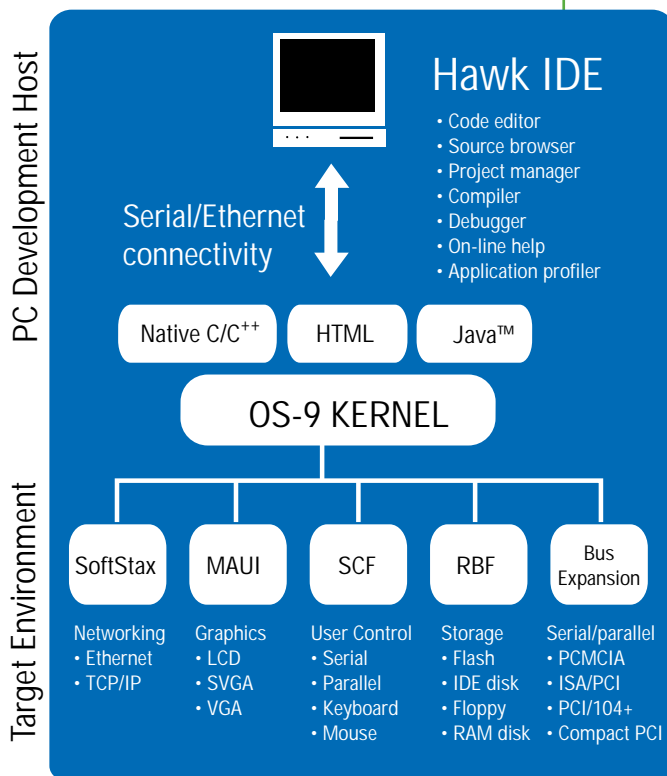 PC Development Host
Hawk IDE
• Code editor
• Source browser
• Project manager
• Compiler
• Debugger
• On-line help
• Application profiler
Serial/Ethernet
connectivity
Native C/C++
HTML
Java™
OS-9 KERNEL
Target Environment
SoftStax
MAUI
SCF
RBF
Bus
Expansion
Networking
• Ethernet
• TCP/IP
Graphics
• LCD
• SVGA
• VGA
User Control
• Serial
• Parallel
• Keyboard
• Mouse
Storage
• Flash
• IDE disk
• Floppy
• RAM disk
Serial/parallel
• PCMCIA
• ISA/PCI
• PCI/104+
• Compact PCI